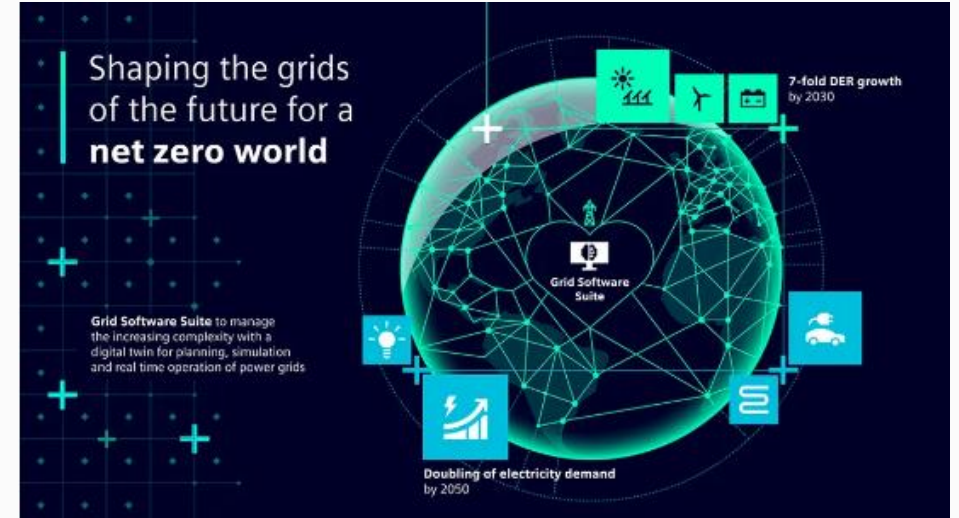 Shaping the grids
of the future for a
net zero world
7-fold DER growth
by 2030
Grid Software
Suite
Grid Software Suite to manage
the increasing complexity with a
digital twin for planning, simulation
and real time operation of power grids
Doubling of electricity demand
by 2050